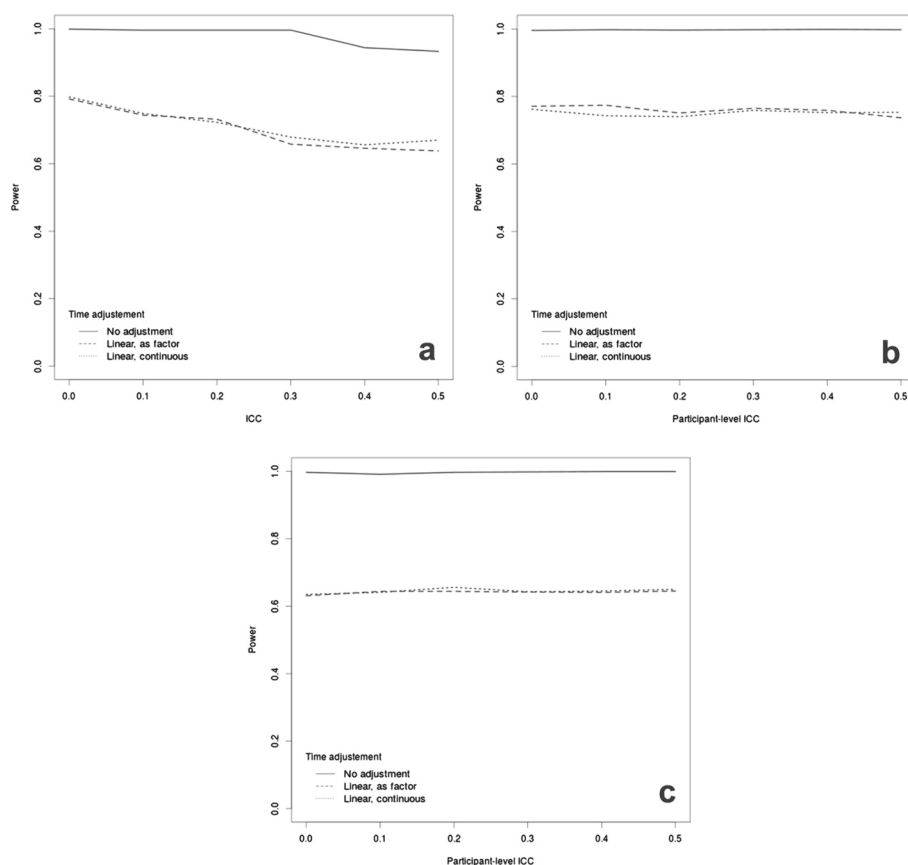 1.0
0.8
0.6
0.4
0.2
0.0
Power
Time adjustement
No adjustment
Linear, as factor
Linear, continuous
a
0.0 0.1 0.2 0.3 0.4 0.5
ICC
1.0
0.8
0.6
0.4
0.2
0.0
Power
Time adjustement
No adjustment
Linear, as factor
Linear, continuous
b
0.0 0.1 0.2 0.3 0.4 0.5
Participant-level ICC
1.0
0.8
0.6
0.4
0.2
0.0
Power
Time adjustement
No adjustment
Linear, as factor
Linear, continuous
c
0.0 0.1 0.2 0.3 0.4 0.5
Participant-level ICC